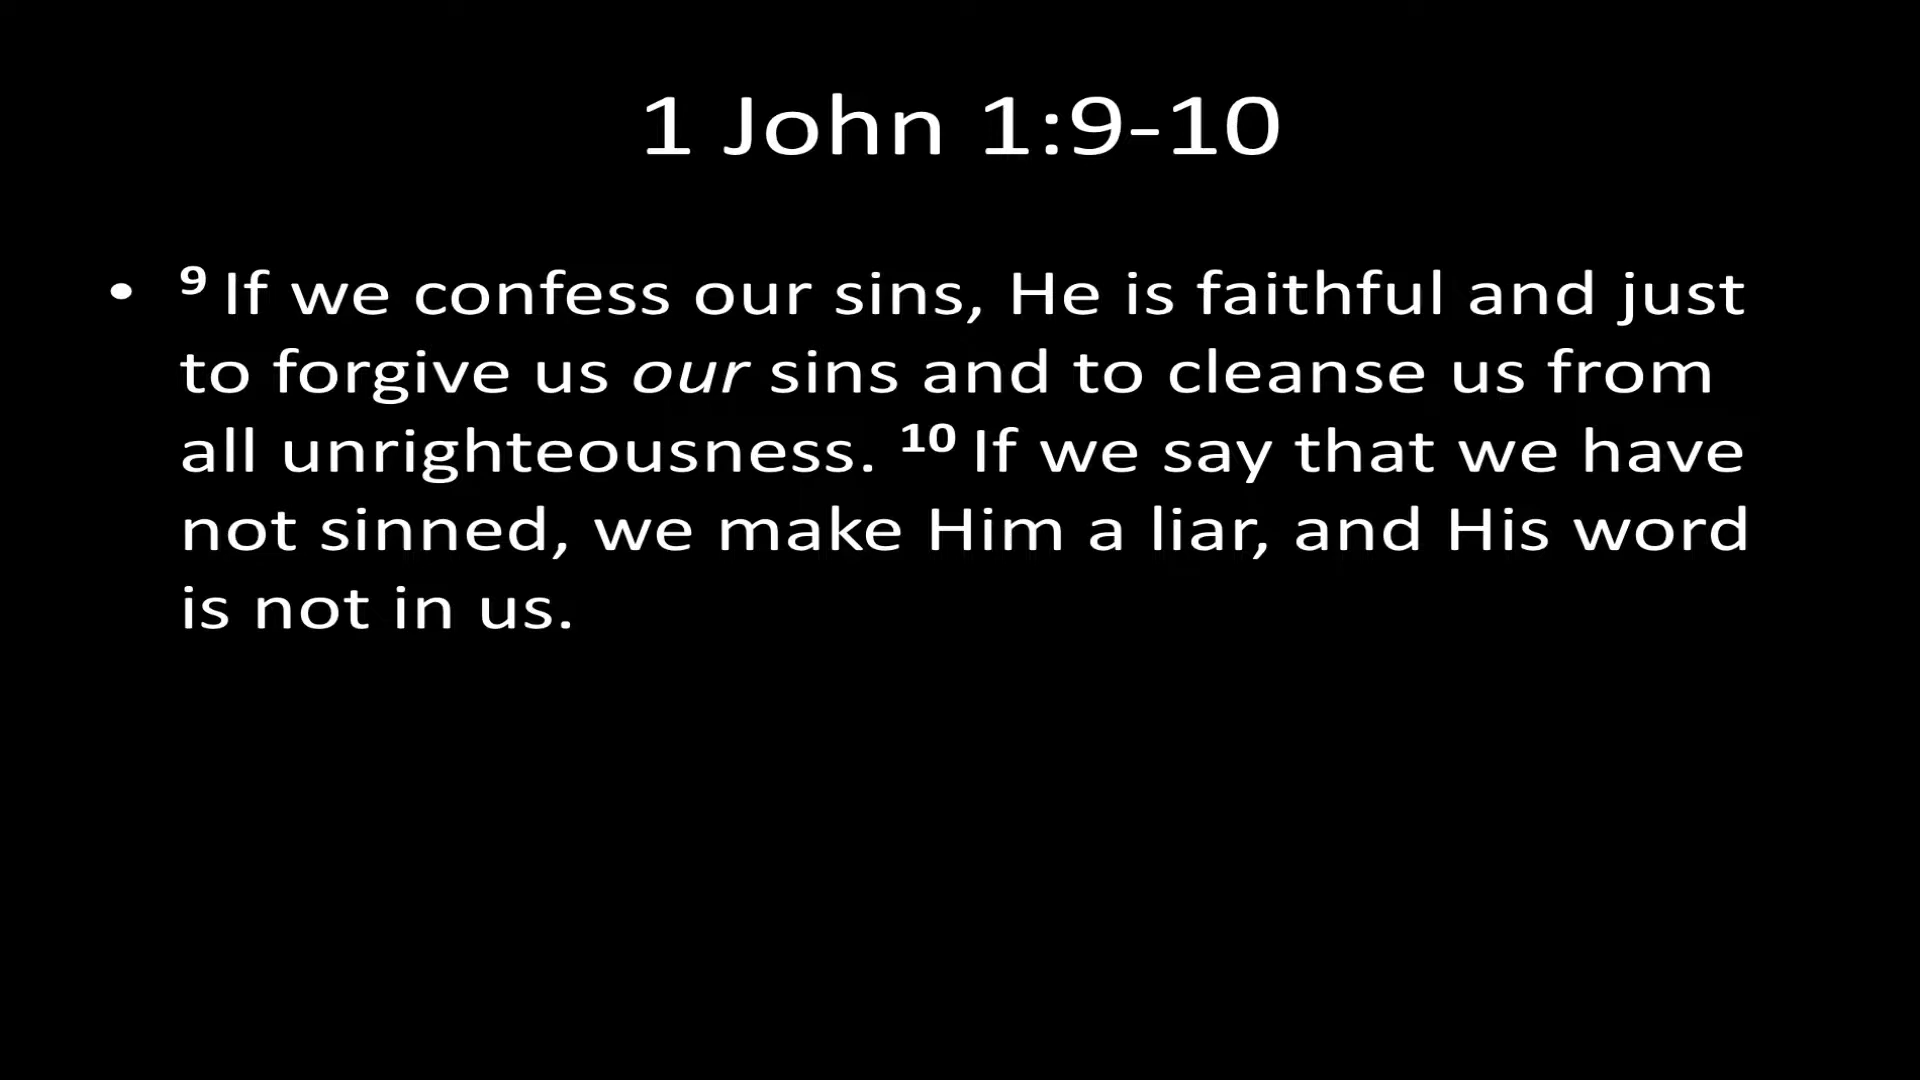 1 John 1:9-10
• 9 If we confess our sins, He is faithful and just
to forgive us our sins and to cleanse us from
all unrighteousness. 10 If we say that we have
not sinned, we make Him a liar, and His word
is not in us.